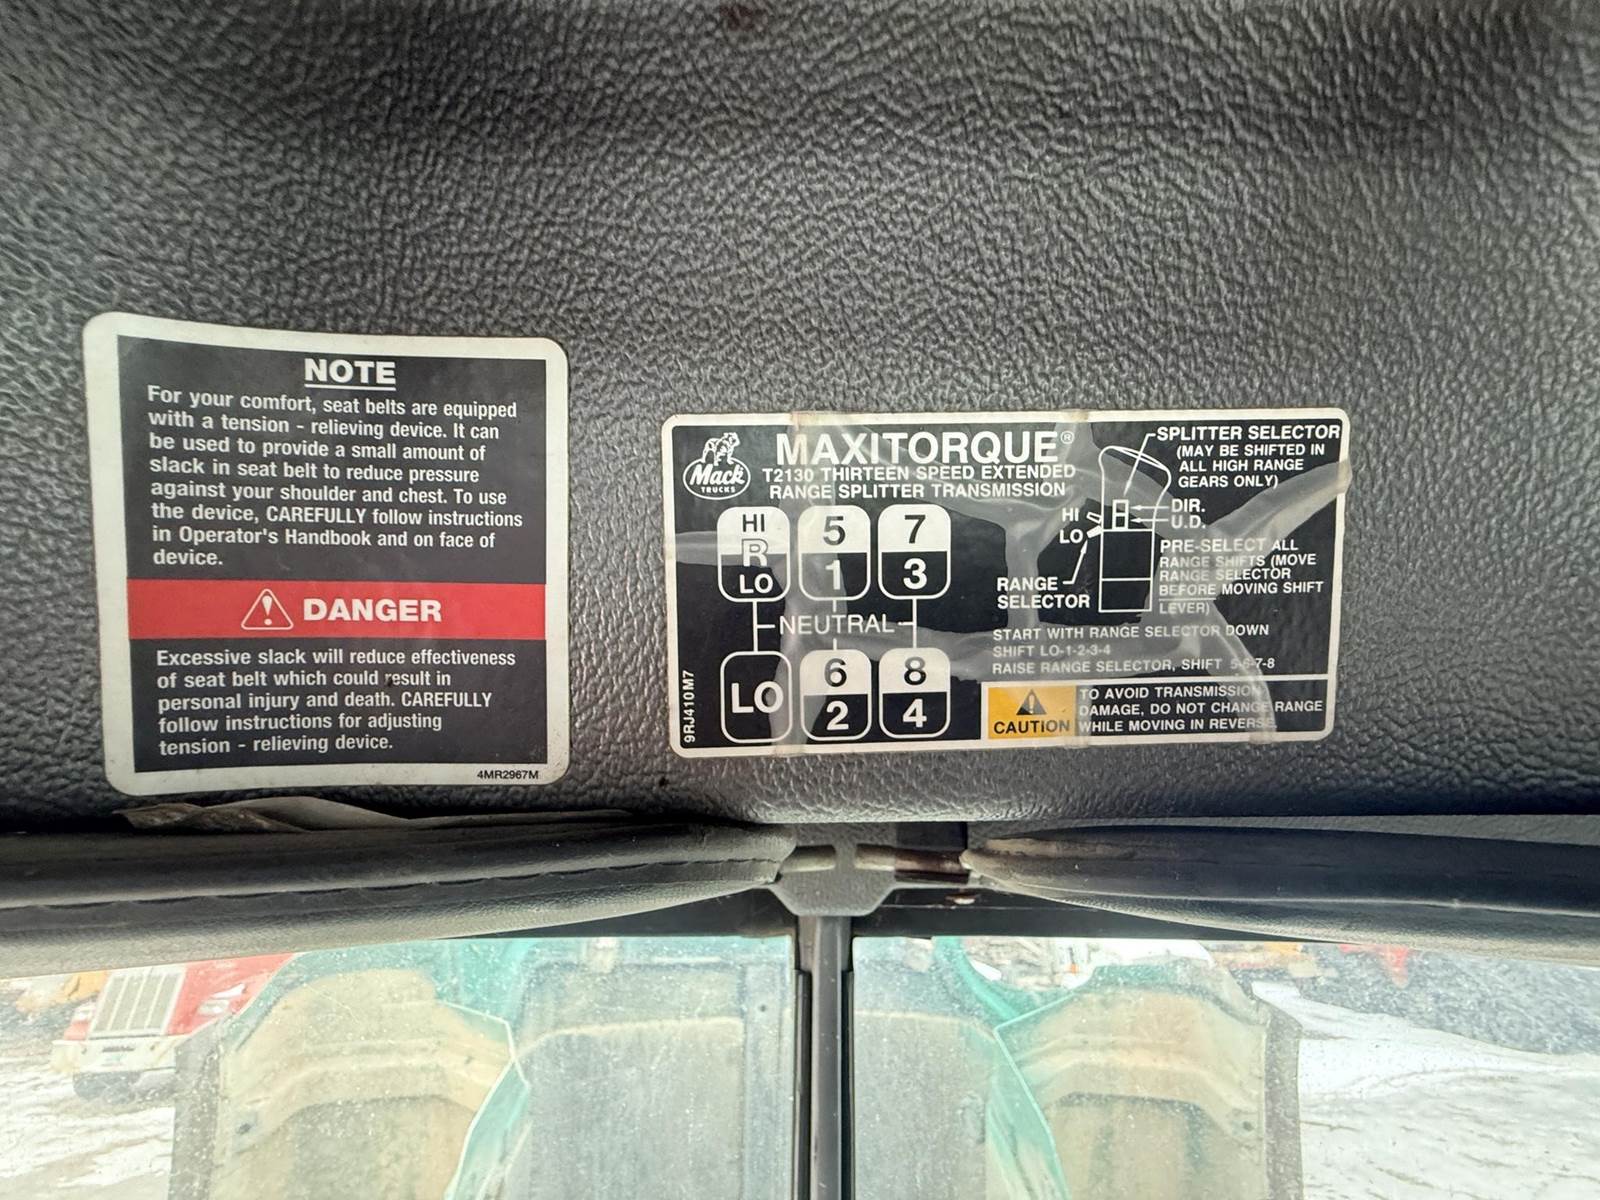 NOTE
For your comfort, seat belts are equipped
with a tension - relieving device. It can
be used to provide a small amount of
slack in seat belt to reduce pressure
against your shoulder and chest. To use
the device, CAREFULLY follow instructions
in Operator's Handbook and on face of
device.
DANGER
Excessive slack will reduce effectiveness
of seat belt which could result in
personal injury and death. CAREFULLY
follow instructions for adjusting
tension - relieving device.
4MR2967M
Mack
TRUCKS
MAXITORQUE®
T2130 THIRTEEN SPEED EXTENDED
RANGE SPLITTER TRANSMISSION
HI
R
LO
5
1
7
3
NEUTRAL
LO
6
2
8
4
9RJ410M7
SPLITTER SELECTOR
(MAY BE SHIFTED IN
ALL HIGH RANGE
GEARS ONLY)
HI
LO
DIR.
U.D.
RANGE
SELECTOR
PRE-SELECT ALL
RANGE SHIFTS (MOVE
RANGE SELECTOR
BEFORE MOVING SHIFT
LEVER)
START WITH RANGE SELECTOR DOWN
SHIFT LO-1-2-3-4
RAISE RANGE SELECTOR, SHIFT 5-6-7-8
CAUTION
TO AVOID TRANSMISSION
DAMAGE, DO NOT CHANGE RANGE
WHILE MOVING IN REVERSE.